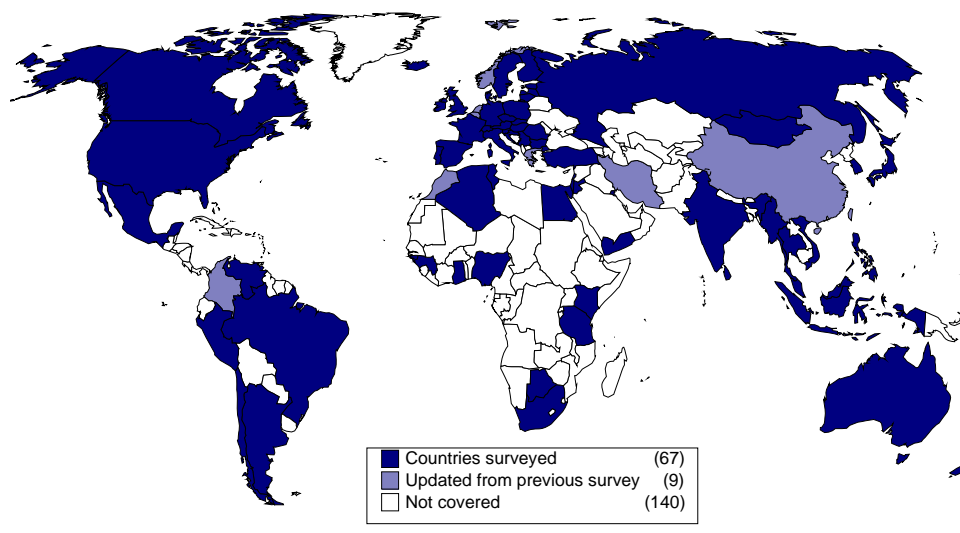 Countries surveyed (67)
Updated from previous survey (9)
Not covered (140)